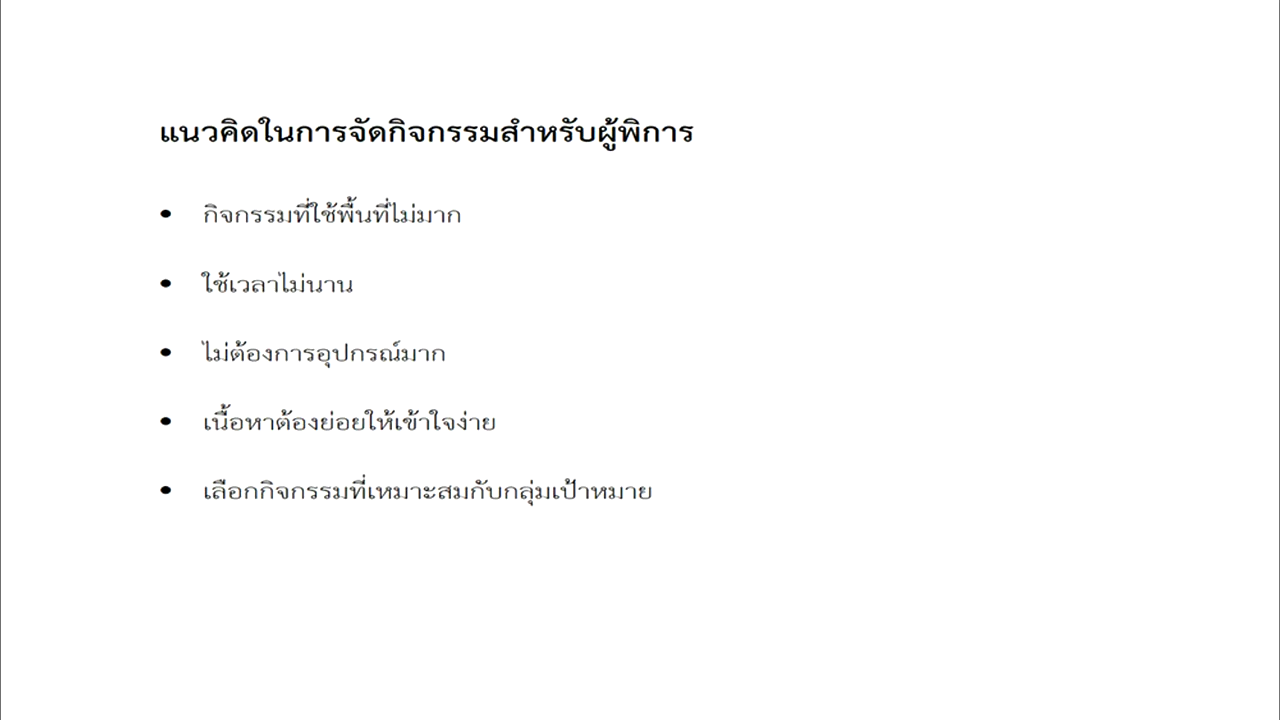 แนวคิดในการจัดกิจกรรมสำหรับผู้พิการ
• กิจกรรมที่ใช้พื้นที่ไม่มาก
• ใช้เวลาไม่นาน
• ไม่ต้องการอุปกรณ์มาก
• เนื้อหาต้องย่อยให้เข้าใจง่าย
• เลือกกิจกรรมที่เหมาะสมกับกลุ่มเป้าหมาย